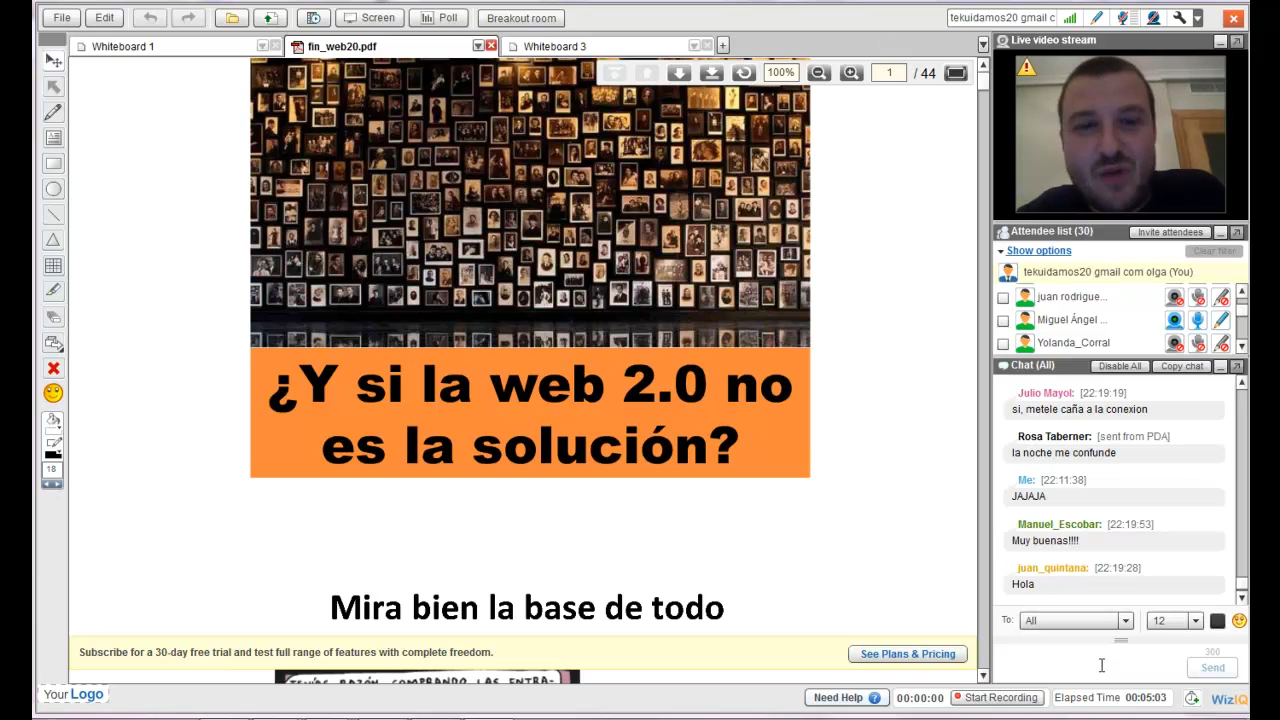 File
Edit
Screen
Poll
Breakout room
tekuidamos20 gmail c
Whiteboard 1
fin_web20.pdf
Whiteboard 3
100%
1
/ 44
¿Y si la web 2.0 no
es la solución?
Mira bien la base de todo
Subscribe for a 30-day free trial and test full range of features with complete freedom.
See Plans & Pricing
TENÍAS RAZÓN COMPRANDO LAS ENTRA-
18
Your Logo
Need Help ?
00:00:00
Start Recording
Elapsed Time 00:05:03
WizIQ
Live video stream
Attendee list (30)
Invite attendees
Show options
Clear filter
tekuidamos20 gmail com olga (You)
juan rodrigue...
Miguel Ángel ...
Yolanda_Corral
Chat (All)
Disable All
Copy chat
Julio Mayol: [22:19:19]
si, metele caña a la conexion
Rosa Taberner: [sent from PDA]
la noche me confunde
Me: [22:11:38]
JAJAJA
Manuel_Escobar: [22:19:53]
Muy buenas!!!!
juan_quintana: [22:19:28]
Hola
To:
All
12
300
Send